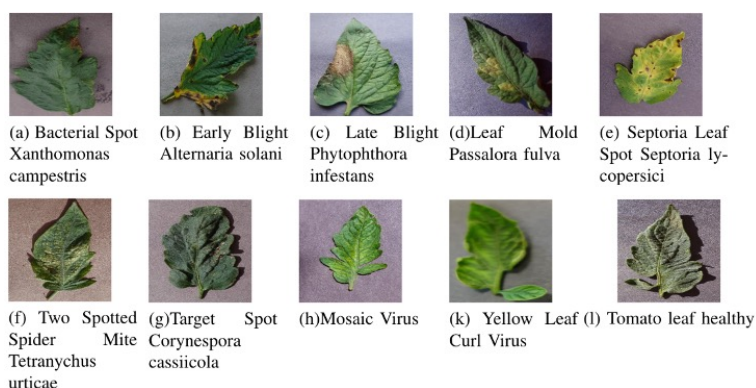 (a) Bacterial Spot
Xanthomonas
campestris
(b) Early Blight
Alternaria solani
(c) Late Blight
Phytophthora
infestans
(d)Leaf Mold
Passalora fulva
(e) Septoria Leaf
Spot Septoria ly-
copersici
(f) Two Spotted
Spider Mite
Tetranychus
urticae
(g)Target Spot
Corynespora
cassiicola
(h)Mosaic Virus
(k) Yellow Leaf
Curl Virus
(l) Tomato leaf healthy